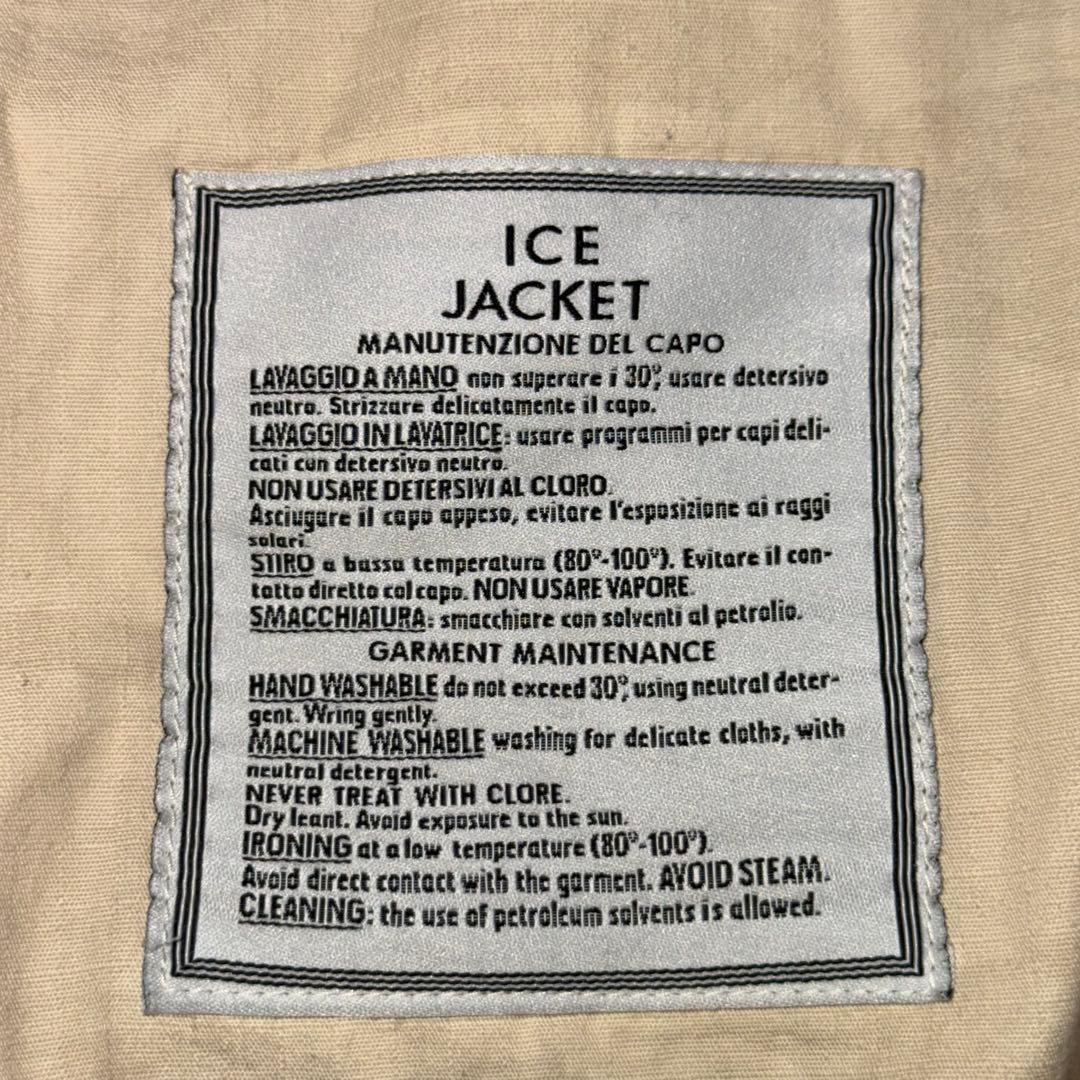 ICE
JACKET
MANUTENZIONE DEL CAPO
LAVAGGIO A MANO non superare i 30°, usare detersivo
neutro. Strizzare delicatamente il capo.
LAVAGGIO IN LAVATRICE: usare programmi per capi deli-
cati con detersivo neutro.
NON USARE DETERSIVI AL CLORO.
Asciugare il capo appeso, evitare l'esposizione ai raggi
solari.
STIRO a bassa temperatura (80°-100°). Evitare il con-
tatto diretto col capo. NON USARE VAPORE.
SMACCHIATURA: smacchiare con solventi al petrolio.
GARMENT MAINTENANCE
HAND WASHABLE do not exceed 30°, using neutral deter-
gent. Wring gently.
MACHINE WASHABLE washing for delicate cloths, with
neutral detergent.
NEVER TREAT WITH CLORE.
Dry leant. Avoid exposure to the sun.
IRONING at a low temperature (80°-100°).
Avoid direct contact with the garment. AVOID STEAM.
CLEANING: the use of petroleum solvents is allowed.